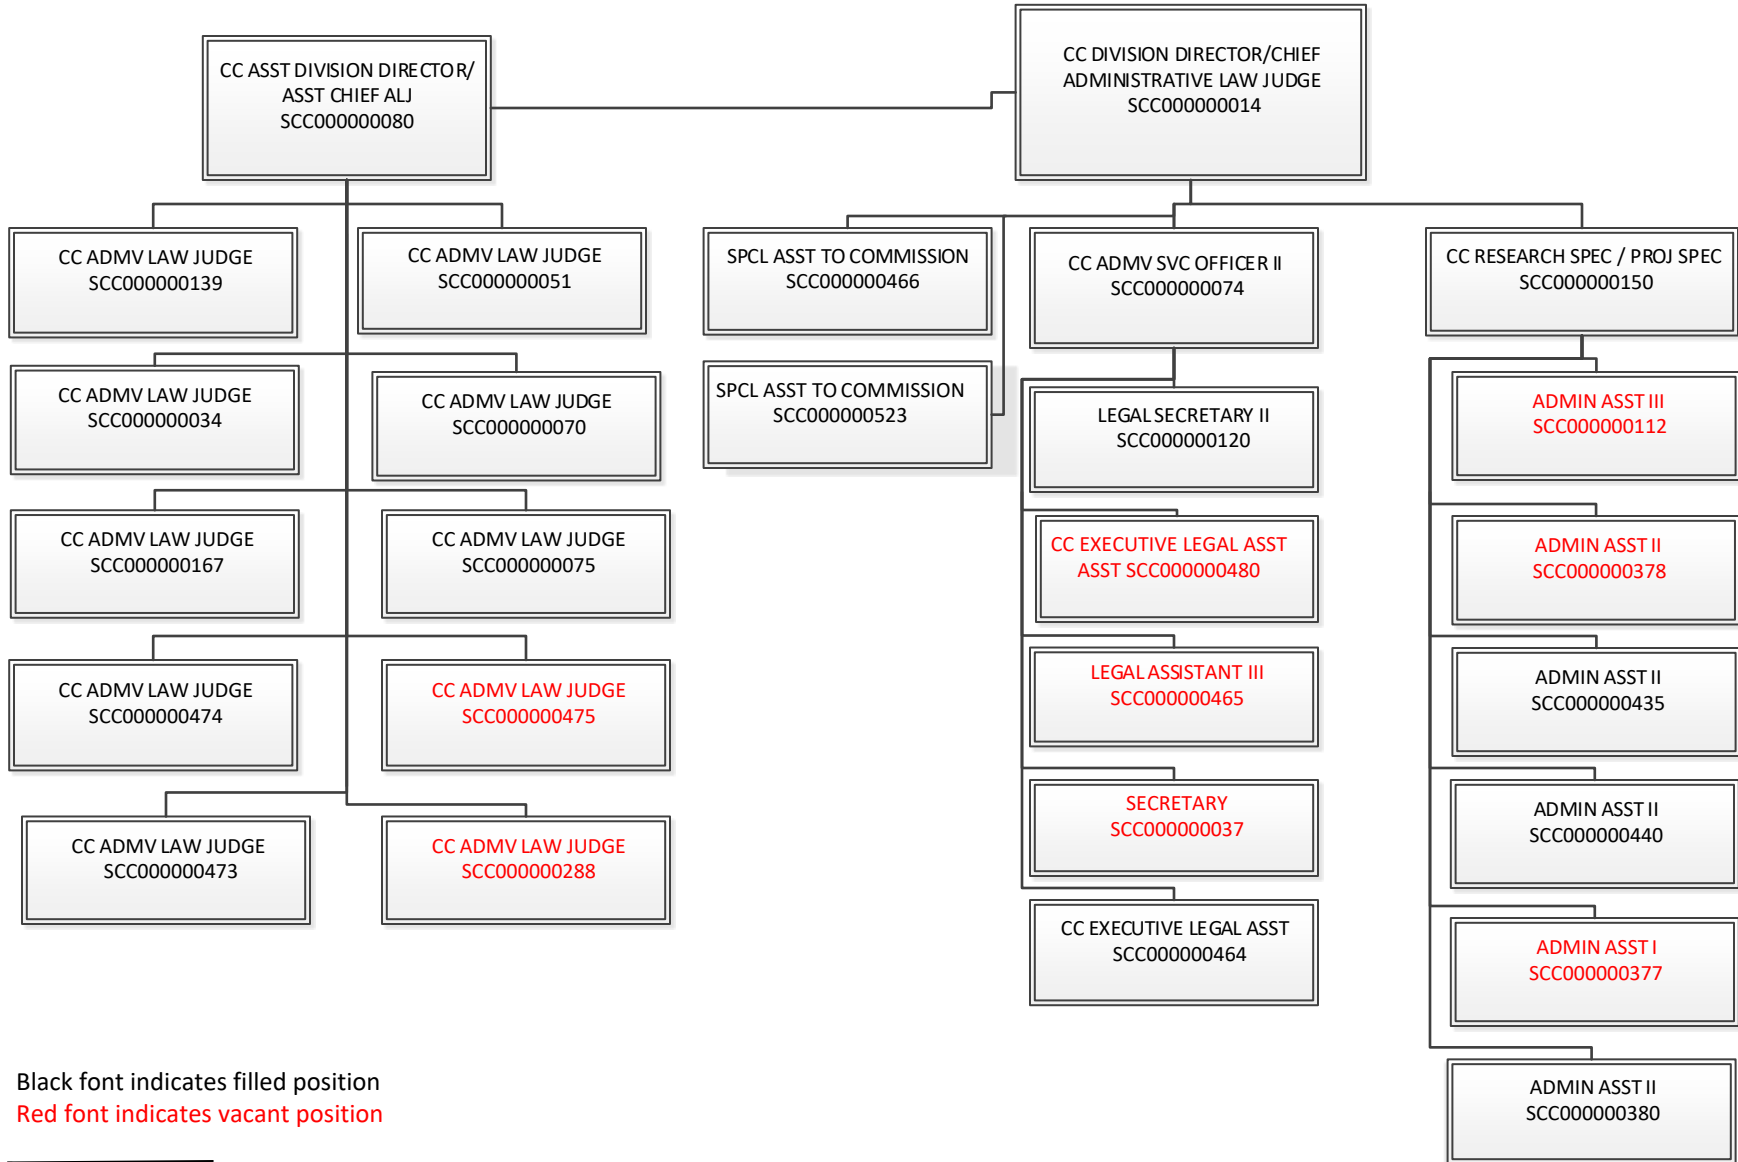 CC ASST DIVISION DIRECTOR/
ASST CHIEF ALJ
SCC000000080
CC DIVISION DIRECTOR/CHIEF
ADMINISTRATIVE LAW JUDGE
SCC000000014
CC ADMV LAW JUDGE
SCC000000139
CC ADMV LAW JUDGE
SCC000000051
CC ADMV LAW JUDGE
SCC000000034
CC ADMV LAW JUDGE
SCC000000070
CC ADMV LAW JUDGE
SCC000000167
CC ADMV LAW JUDGE
SCC000000075
CC ADMV LAW JUDGE
SCC000000474
CC ADMV LAW JUDGE
SCC000000475
CC ADMV LAW JUDGE
SCC000000473
CC ADMV LAW JUDGE
SCC000000288
SPCL ASST TO COMMISSION
SCC000000466
SPCL ASST TO COMMISSION
SCC000000523
CC ADMV SVC OFFICER II
SCC000000074
LEGAL SECRETARY II
SCC000000120
CC EXECUTIVE LEGAL ASST
ASST SCC000000480
LEGAL ASSISTANT III
SCC000000465
SECRETARY
SCC000000037
CC EXECUTIVE LEGAL ASST
SCC000000464
CC RESEARCH SPEC / PROJ SPEC
SCC000000150
ADMIN ASST III
SCC000000112
ADMIN ASST II
SCC000000378
ADMIN ASST II
SCC000000435
ADMIN ASST II
SCC000000440
ADMIN ASST I
SCC000000377
ADMIN ASST II
SCC000000380
Black font indicates filled position
Red font indicates vacant position